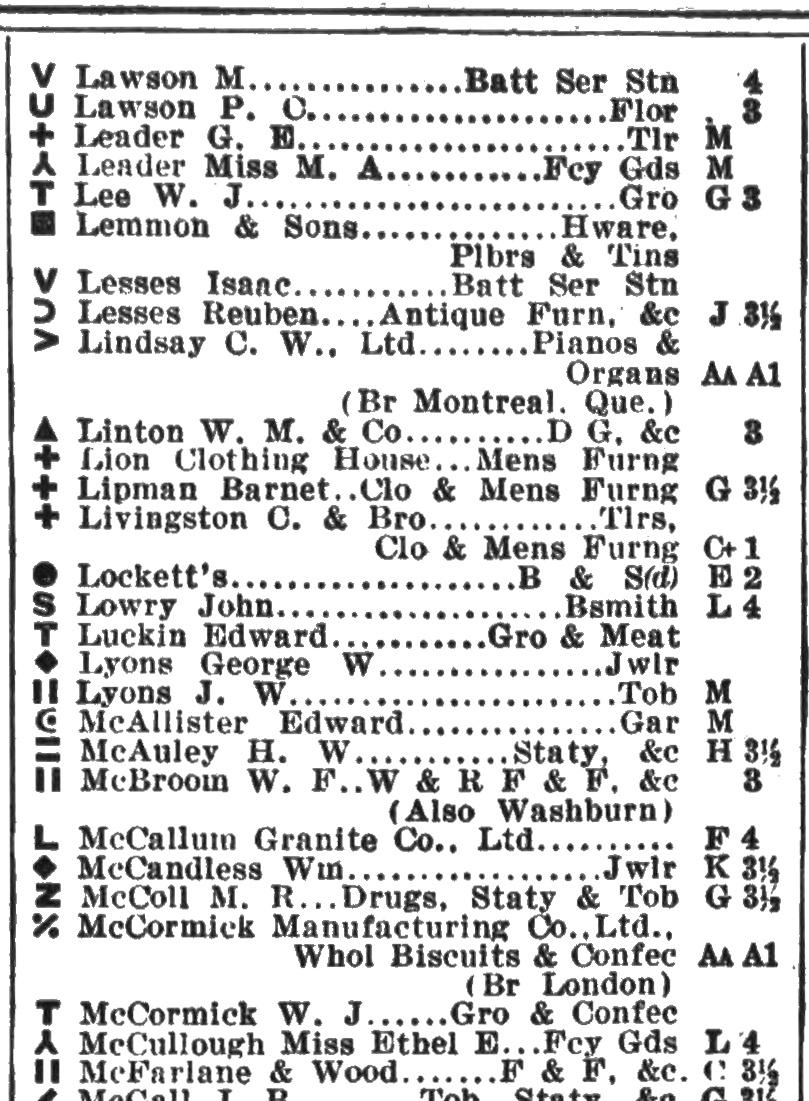 V Lawson M...............Batt Ser Stn 4
U Lawson P. O......................Flor 3
+ Leader G. E........................Tlr M
⅄ Leader Miss M. A...........Fcy Gds M
T Lee W. J............................Gro G 3
■ Lemmon & Sons..............Hware,
Plbrs & Tins
V Lesses Isaac...........Batt Ser Stn
Ɔ Lesses Reuben....Antique Furn, &c J 3½
> Lindsay C. W., Ltd........Pianos &
Organs AA A1
(Br Montreal. Que.)
▲ Linton W. M. & Co..........D G, &c 3
+ Lion Clothing House...Mens Furng
+ Lipman Barnet..Clo & Mens Furng G 3½
+ Livingston C. & Bro............Tlrs,
Clo & Mens Furng C+ 1
● Lockett's....................B & S(d) E 2
S Lowry John....................Bsmith L 4
T Luckin Edward...........Gro & Meat
◆ Lyons George W................Jwlr
II Lyons J. W.......................Tob M
McAllister Edward...............Gar M
= McAuley H. W...........Staty, &c H 3½
II McBroom W. F..W & R F & F, &c 3
(Also Washburn)
L McCallum Granite Co., Ltd.......... F 4
◆ McCandless Wm.................Jwlr K 3½
Z McColl M. R...Drugs, Staty & Tob G 3½
% McCormick Manufacturing Co.,Ltd.,
Whol Biscuits & Confec AA A1
(Br London)
T McCormick W. J......Gro & Confec
⅄ McCullough Miss Ethel E...Fcy Gds L 4
II McFarlane & Wood.......F & F, &c. C 3½